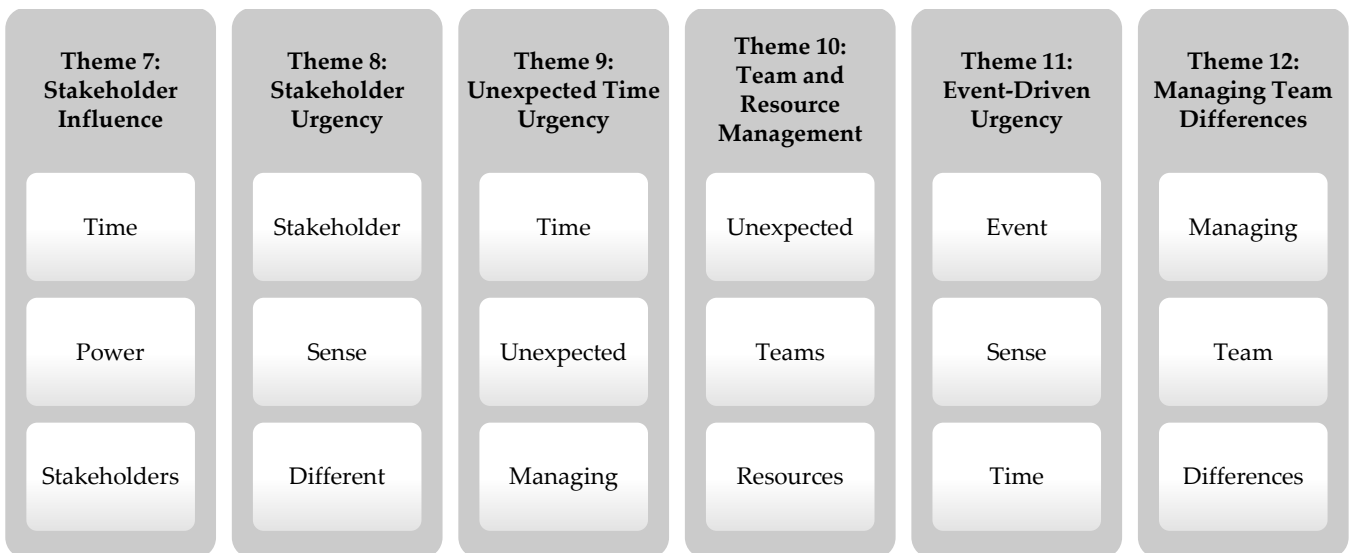 Theme 7:
Stakeholder
Influence
Time
Power
Stakeholders
Theme 8:
Stakeholder
Urgency
Stakeholder
Sense
Different
Theme 9:
Unexpected Time
Urgency
Time
Unexpected
Managing
Theme 10:
Team and
Resource
Management
Unexpected
Teams
Resources
Theme 11:
Event-Driven
Urgency
Event
Sense
Time
Theme 12:
Managing Team
Differences
Managing
Team
Differences